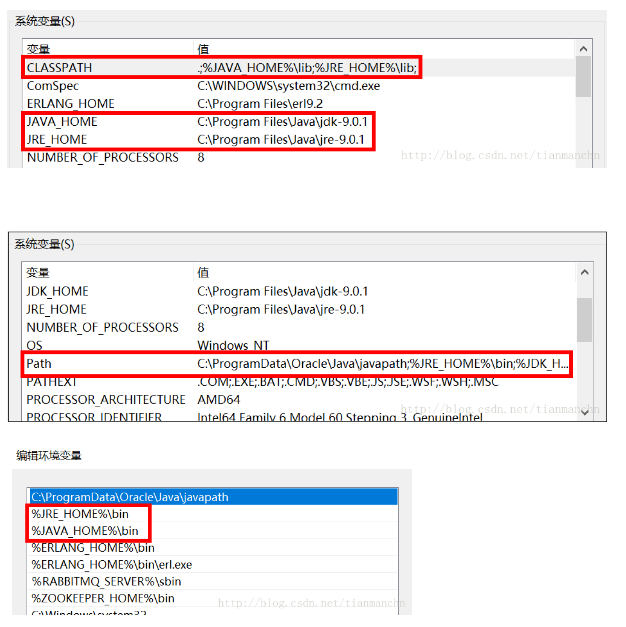 系统变量(S)
变量 值
CLASSPATH .;%JAVA_HOME%\lib;%JRE_HOME%\lib;
ComSpec C:\WINDOWS\system32\cmd.exe
ERLANG_HOME C:\Program Files\erl9.2
JAVA_HOME C:\Program Files\Java\jdk-9.0.1
JRE_HOME C:\Program Files\Java\jre-9.0.1
NUMBER_OF_PROCESSORS 8
http://blog.csdn.net/tianmanchn
系统变量(S)
变量 值
JDK_HOME C:\Program Files\Java\jdk-9.0.1
JRE_HOME C:\Program Files\Java\jre-9.0.1
NUMBER_OF_PROCESSORS 8
OS Windows_NT
Path C:\ProgramData\Oracle\Java\javapath;%JRE_HOME%\bin;%JDK_H...
PATHEXT .COM;.EXE;.BAT;.CMD;.VBS;.VBE;.JS;.JSE;.WSF;.WSH;.MSC
PROCESSOR_ARCHITECTURE AMD64
http://blog.csdn.net/tianmanchn
PROCESSOR_IDENTIFIER Intel64 Family 6 Model 60 Stepping 3, GenuineIntel
编辑环境变量
C:\ProgramData\Oracle\Java\javapath
%JRE_HOME%\bin
%JAVA_HOME%\bin
%ERLANG_HOME%\bin
%ERLANG_HOME%\bin\erl.exe
%RABBITMQ_SERVER%\sbin
%ZOOKEEPER_HOME%\bin
http://blog.csdn.net/tianmanchn
C:\Windows\system32